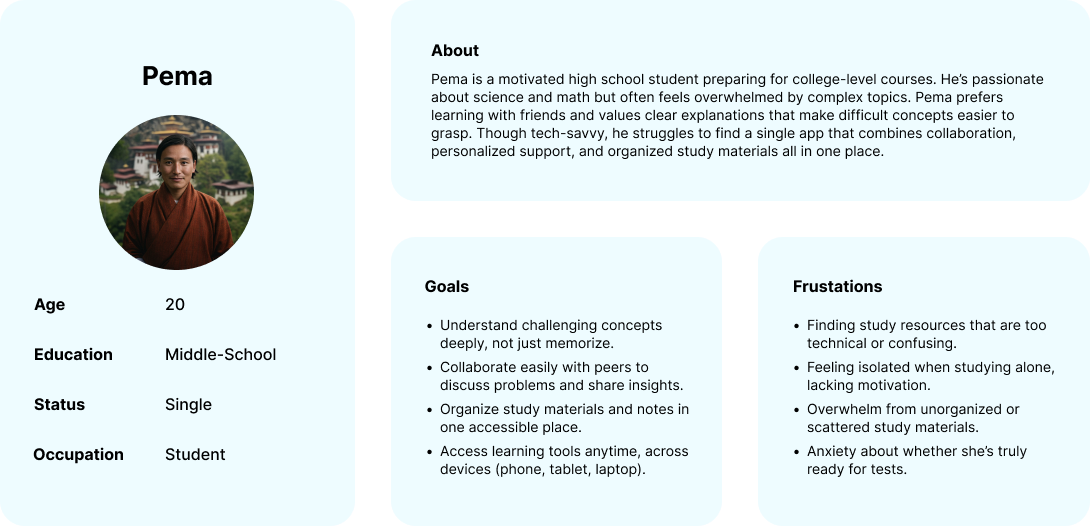 Pema
Age 20
Education Middle-School
Status Single
Occupation Student
About
Pema is a motivated high school student preparing for college-level courses. He’s passionate
about science and math but often feels overwhelmed by complex topics. Pema prefers
learning with friends and values clear explanations that make difficult concepts easier to
grasp. Though tech-savvy, he struggles to find a single app that combines collaboration,
personalized support, and organized study materials all in one place.
Goals
• Understand challenging concepts
deeply, not just memorize.
• Collaborate easily with peers to
discuss problems and share insights.
• Organize study materials and notes in
one accessible place.
• Access learning tools anytime, across
devices (phone, tablet, laptop).
Frustations
• Finding study resources that are too
technical or confusing.
• Feeling isolated when studying alone,
lacking motivation.
• Overwhelm from unorganized or
scattered study materials.
• Anxiety about whether she’s truly
ready for tests.